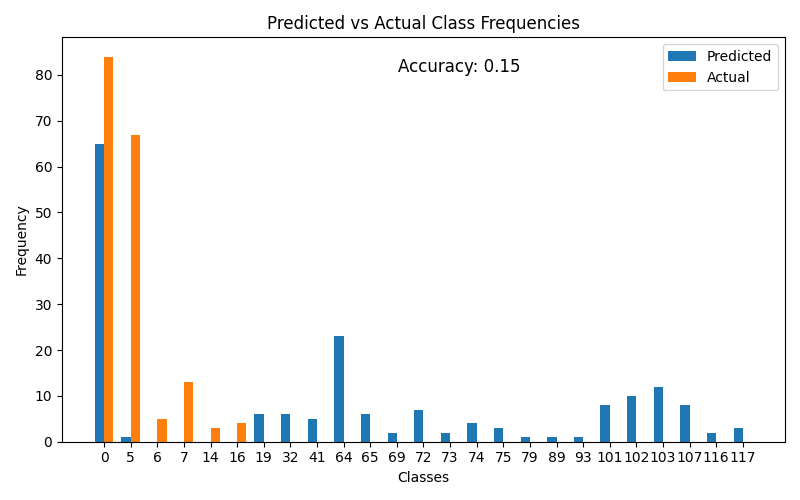 Predicted vs Actual Class Frequencies
Accuracy: 0.15
Predicted
Actual
Frequency
80
70
60
50
40
30
20
10
0
0 5 6 7 14 16 19 32 41 64 65 69 72 73 74 75 79 89 93 101 102 103 107 116 117
Classes